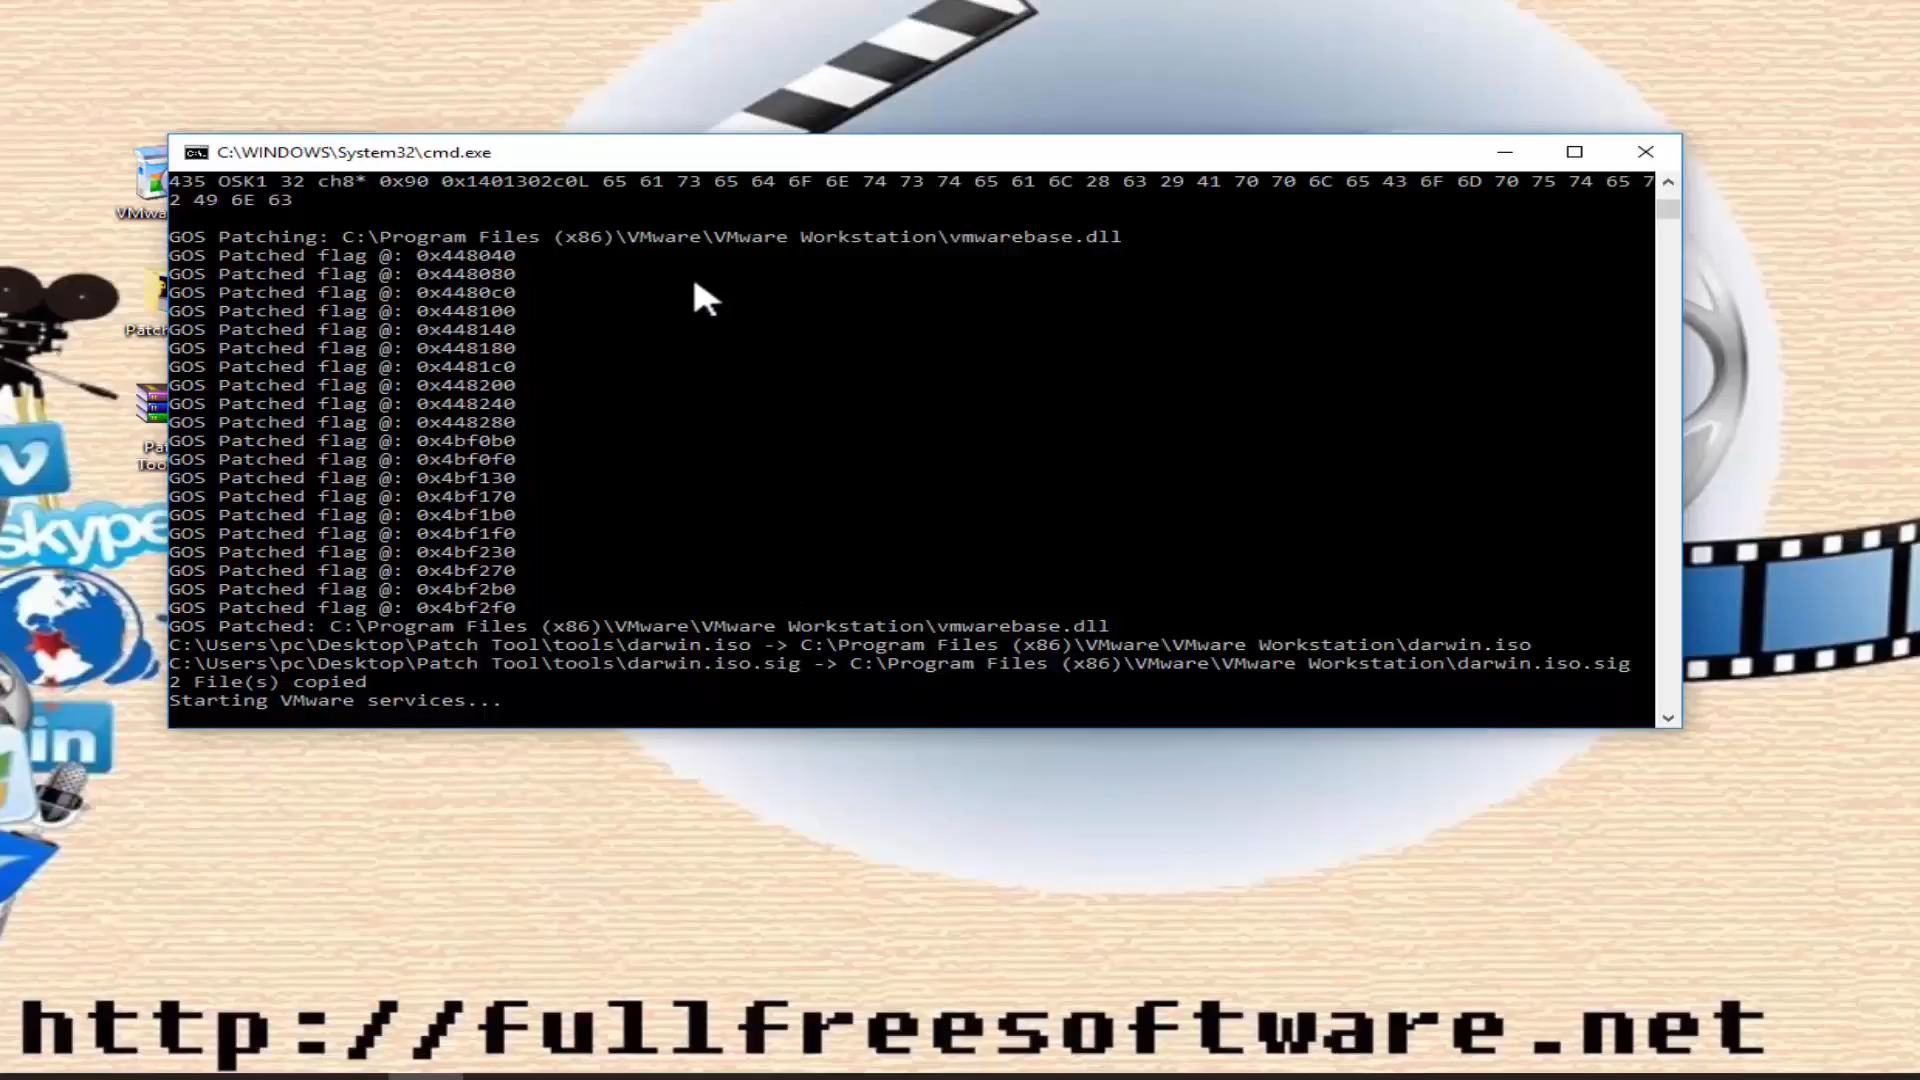 C:\WINDOWS\System32\cmd.exe
435 OSK1 32 ch8* 0x90 0x1401302c0L 65 61 73 65 64 6F 6E 74 73 74 65 61 6C 28 63 29 41 70 70 6C 65 43 6F 6D 70 75 74 65 7
2 49 6E 63
GOS Patching: C:\Program Files (x86)\VMware\VMware Workstation\vmwarebase.dll
GOS Patched flag @: 0x448040
GOS Patched flag @: 0x448080
GOS Patched flag @: 0x4480c0
GOS Patched flag @: 0x448100
GOS Patched flag @: 0x448140
GOS Patched flag @: 0x448180
GOS Patched flag @: 0x4481c0
GOS Patched flag @: 0x448200
GOS Patched flag @: 0x448240
GOS Patched flag @: 0x448280
GOS Patched flag @: 0x4bf0b0
GOS Patched flag @: 0x4bf0f0
GOS Patched flag @: 0x4bf130
GOS Patched flag @: 0x4bf170
GOS Patched flag @: 0x4bf1b0
GOS Patched flag @: 0x4bf1f0
GOS Patched flag @: 0x4bf230
GOS Patched flag @: 0x4bf270
GOS Patched flag @: 0x4bf2b0
GOS Patched flag @: 0x4bf2f0
GOS Patched: C:\Program Files (x86)\VMware\VMware Workstation\vmwarebase.dll
C:\Users\pc\Desktop\Patch Tool\tools\darwin.iso -> C:\Program Files (x86)\VMware\VMware Workstation\darwin.iso
C:\Users\pc\Desktop\Patch Tool\tools\darwin.iso.sig -> C:\Program Files (x86)\VMware\VMware Workstation\darwin.iso.sig
2 File(s) copied
Starting VMware services...
VMwa
Patch
Pat
Too
skype
in
http://fullfreesoftware.net